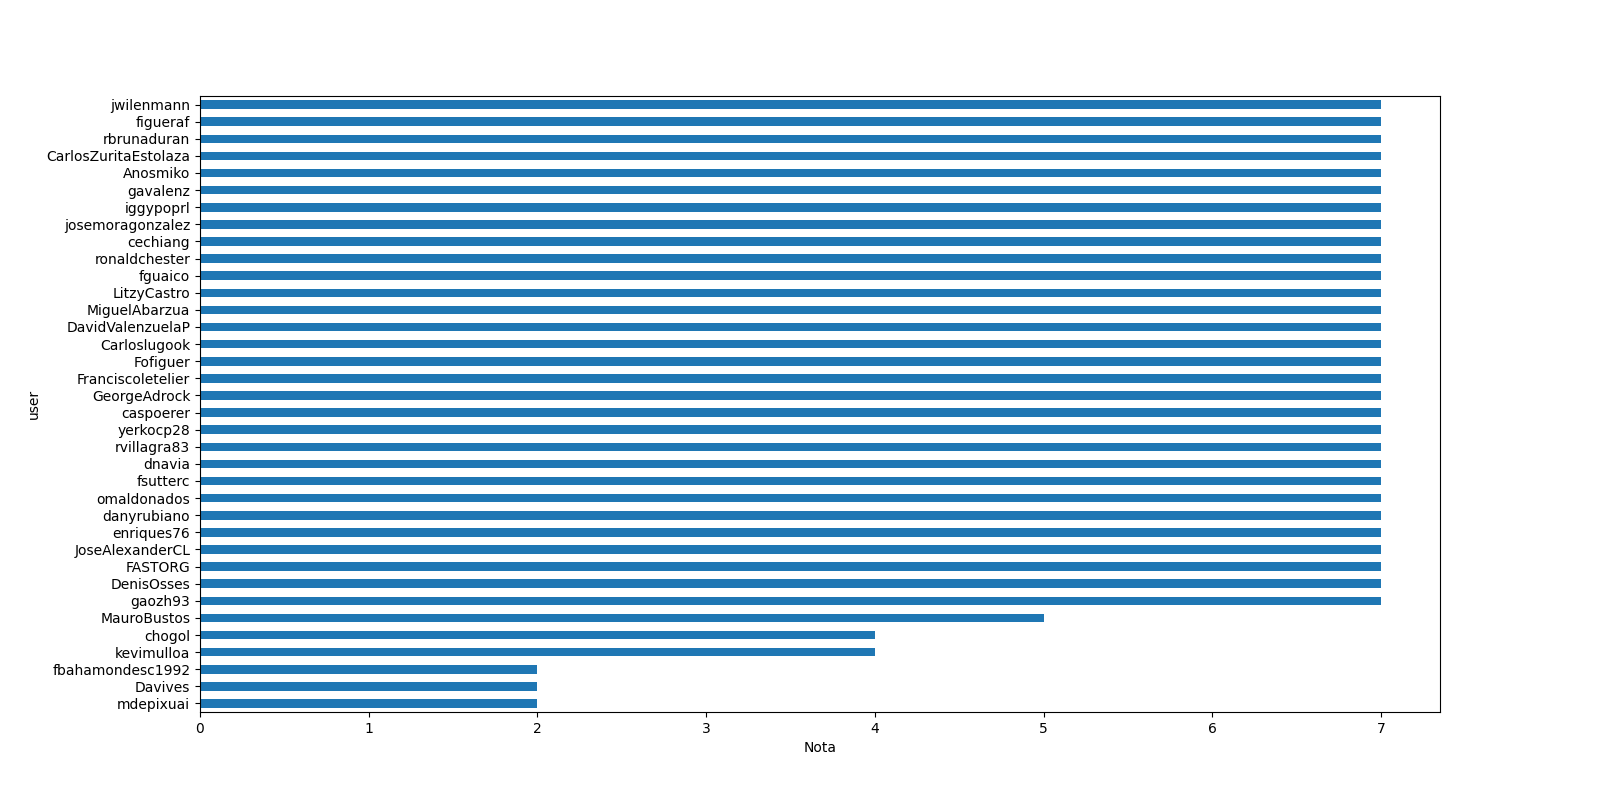 jwilenmann
figueraf
rbrunaduran
CarlosZuritaEstolaza
Anosmiko
gavalenz
iggypoprl
josemoragonzalez
cechiang
ronaldchester
fguaico
LitzyCastro
MiguelAbarzua
DavidValenzuelaP
Carloslugook
Fofiguer
Franciscoletelier
GeorgeAdrock
caspoerer
yerkocp28
rvillagra83
dnavia
fsutterc
omaldonados
danyrubiano
enriques76
JoseAlexanderCL
FASTORG
DenisOsses
gaozh93
MauroBustos
chogol
kevimulloa
fbahamondesc1992
Davives
mdepixuai
user
0 1 2 3 4 5 6 7
Nota